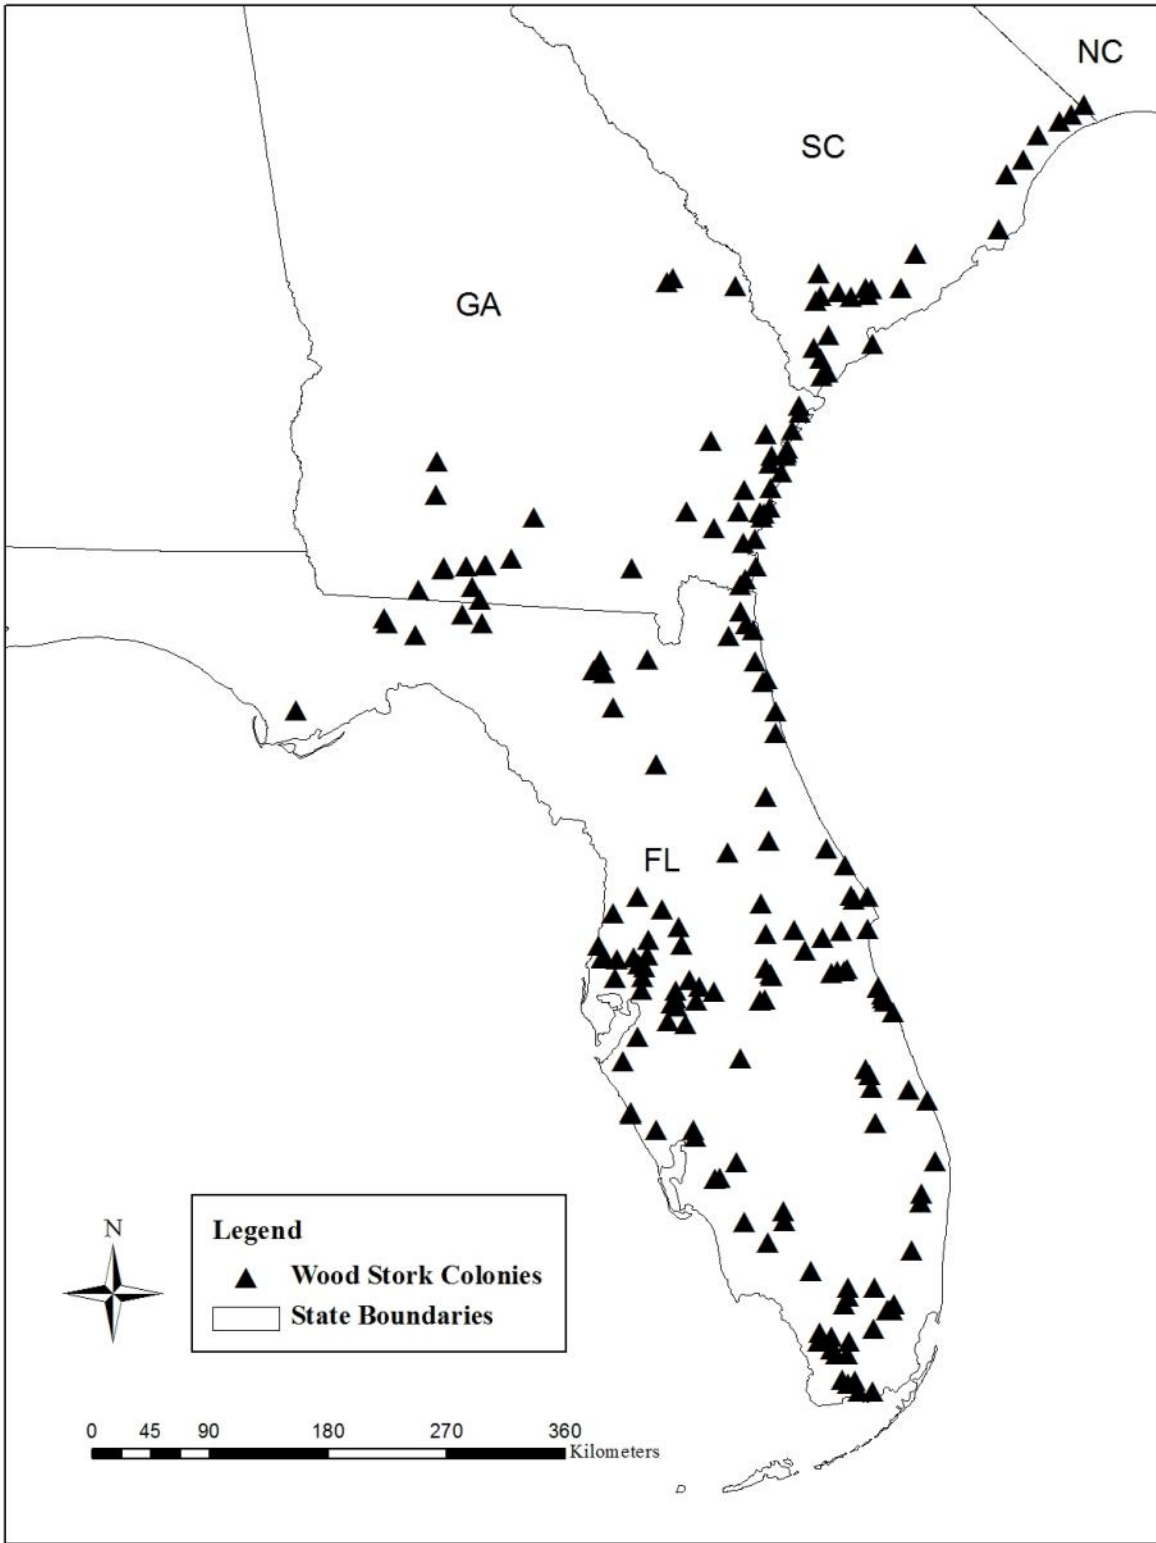 NC
SC
GA
FL
N
Legend
Wood Stork Colonies
State Boundaries
0 45 90 180 270 360
Kilometers